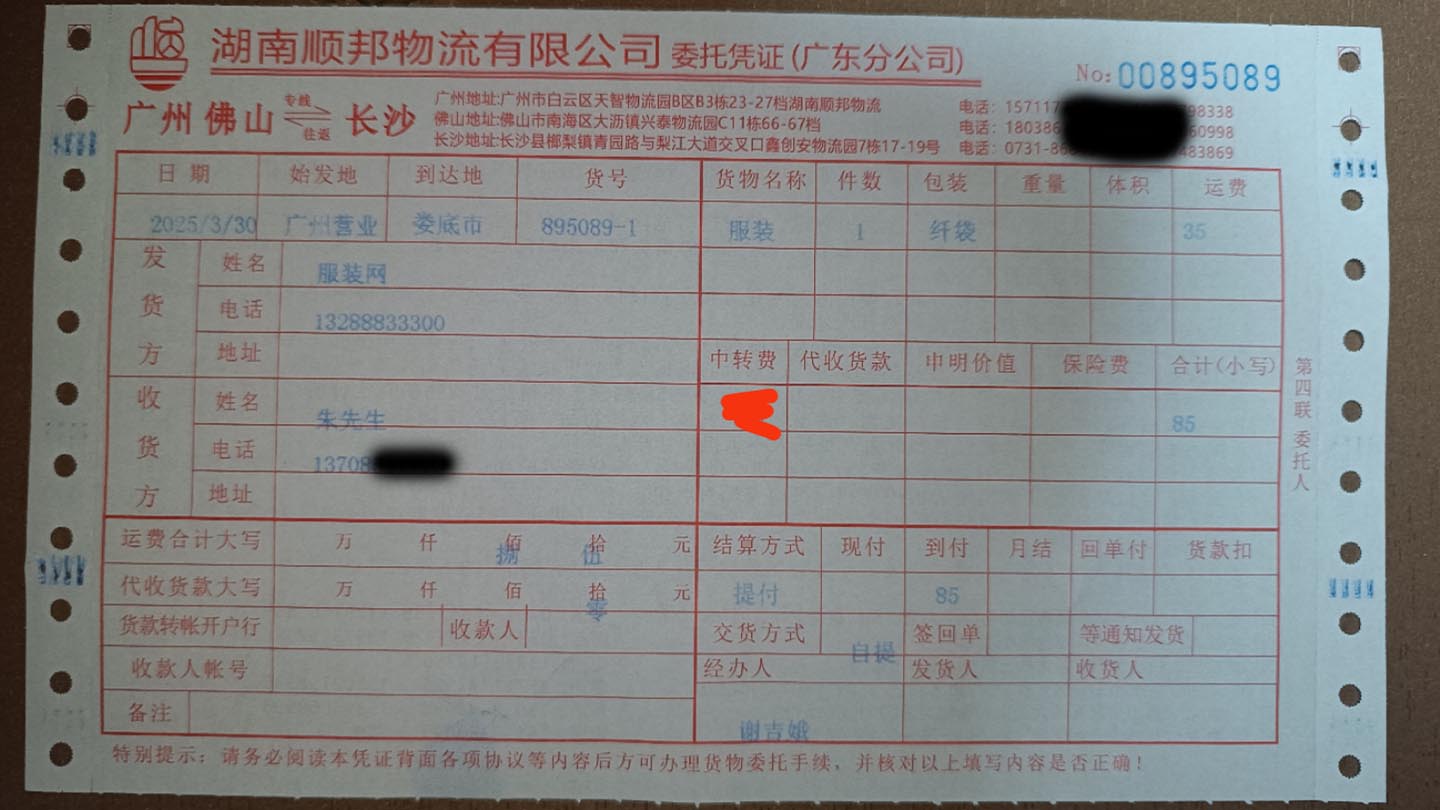 湖南顺邦物流有限公司 委托凭证(广东分公司)
No: 00895089
广州 佛山 专线 往返 长沙
广州地址:广州市白云区天智物流园B区B3栋23-27档湖南顺邦物流 电话: 15711 98338
佛山地址:佛山市南海区大沥镇兴泰物流园C11栋66-67档 电话: 18038 60998
长沙地址:长沙县榔梨镇青园路与梨江大道交叉口鑫创安物流园7栋17-19号 电话: 0731-8 483869
日期 始发地 到达地 货号 货物名称 件数 包装 重量 体积 运费
2025/3/30 广州营业 娄底市 895089-1 服装 1 纤袋 35
发货方 姓名 服装网
电话 13288833300
地址
中转费 代收货款 申明价值 保险费 合计(小写)
收货方 姓名 朱先生 85
电话 13708
地址
第四联 委托人
运费合计大写 万 仟 佰 拾 元 捌 伍
结算方式 现付 到付 月结 回单付 货款扣
代收货款大写 万 仟 佰 拾 元 零
提付 85
货款转帐开户行 收款人 交货方式 自提 签回单 等通知发货
收款人帐号 经办人 发货人 收货人
备注 谢吉娥
特别提示: 请务必阅读本凭证背面各项协议等内容后方可办理货物委托手续, 并核对以上填写内容是否正确!